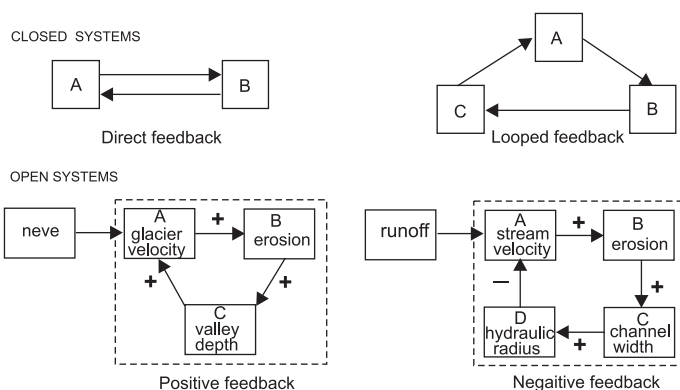 CLOSED SYSTEMS
A
B
Direct feedback
A
C
B
Looped feedback
OPEN SYSTEMS
neve
A
glacier
velocity
+
B
erosion
+
+
C
valley
depth
Positive feedback
runoff
A
stream
velocity
+
B
erosion
–
+
D
hydraulic
radius
+
C
channel
width
Negaitive feedback